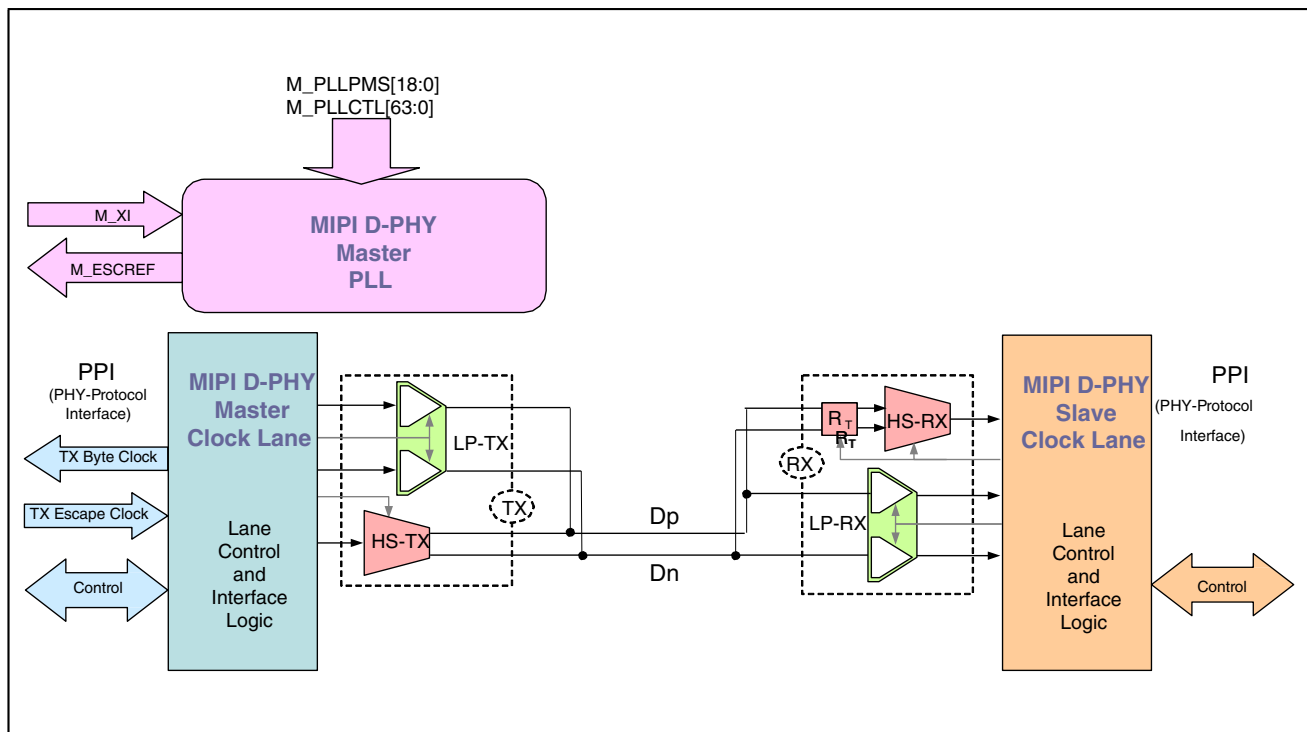 M_PLLPMS[18:0]
M_PLLCTL[63:0]
M_XI
M_ESCREF
MIPI D-PHY
Master
PLL
PPI
(PHY-Protocol
Interface)
TX Byte Clock
TX Escape Clock
Control
MIPI D-PHY
Master
Clock Lane
Lane
Control
and
Interface
Logic
LP-TX
TX
HS-TX
Dp
Dn
RT
RT
HS-RX
RX
LP-RX
MIPI D-PHY
Slave
Clock Lane
Lane
Control
and
Interface
Logic
PPI
(PHY-Protocol
Interface)
Control